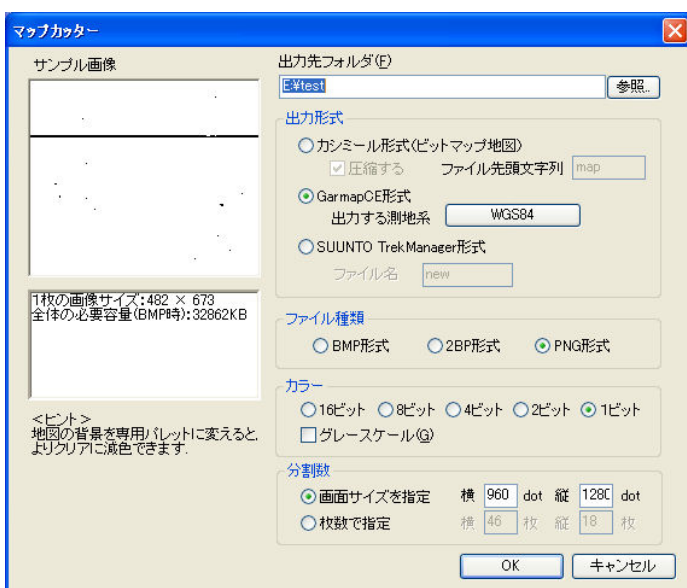 マップカッター
サンプル画像
1枚の画像サイズ:482 × 673
全体の必要容量(BMP時):32862KB
<ヒント>
地図の背景を専用パレットに変えると、
よりクリアに減色できます.
出力先フォルダ(F)
E:¥test
参照..
出力形式
カシミール形式(ビットマップ地図)
圧縮する ファイル先頭文字列 map
GarmapCE形式
出力する測地系 WGS84
SUUNTO TrekManager形式
ファイル名 new
ファイル種類
BMP形式 2BP形式 PNG形式
カラー
16ビット 8ビット 4ビット 2ビット 1ビット
グレースケール(G)
分割数
画面サイズを指定 横 960 dot 縦 1280 dot
枚数で指定 横 46 枚 縦 18 枚
OK キャンセル